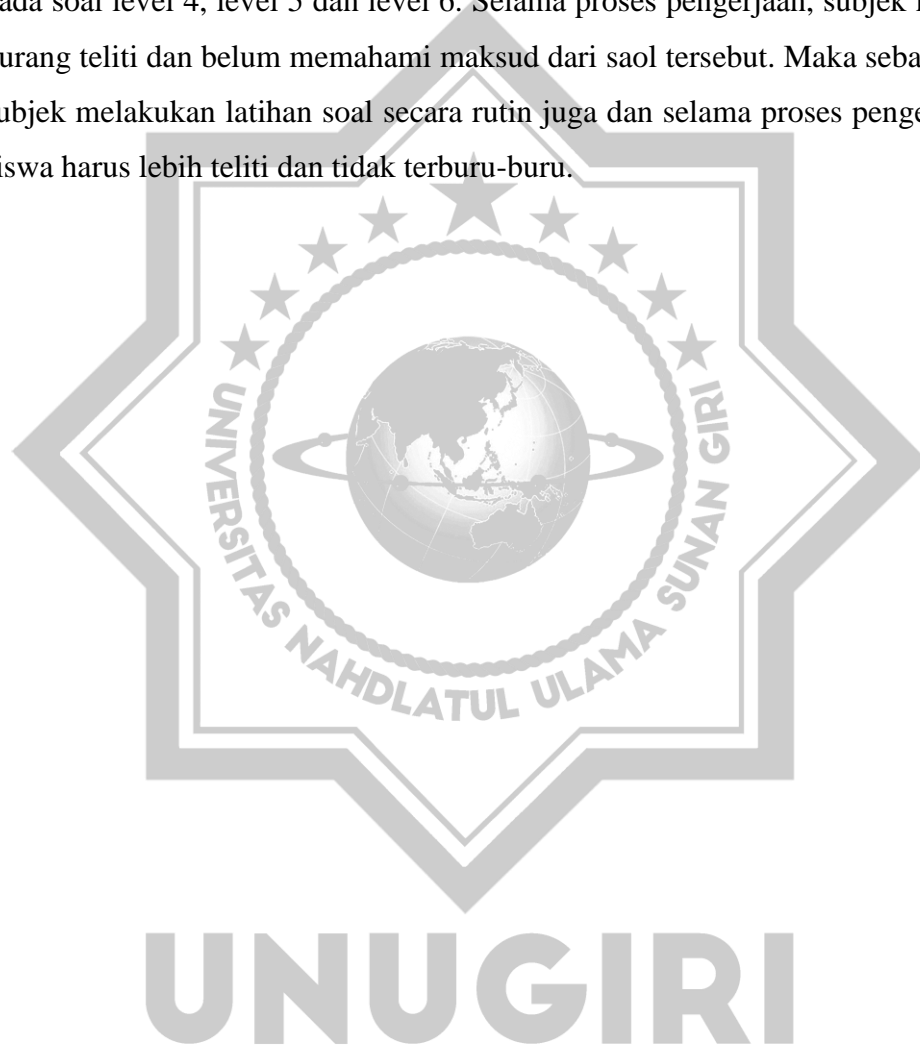 ada soal level 4, level 5 dan level 6. Selama proses pengerjaan, subjek
urang teliti dan belum memahami maksud dari saol tersebut. Maka seba
ubjek melakukan latihan soal secara rutin juga dan selama proses penge
iswa harus lebih teliti dan tidak terburu-buru.
UNIVERSITAS NAHDLATUL ULAMA SUNAN GIRI
UNUGIRI